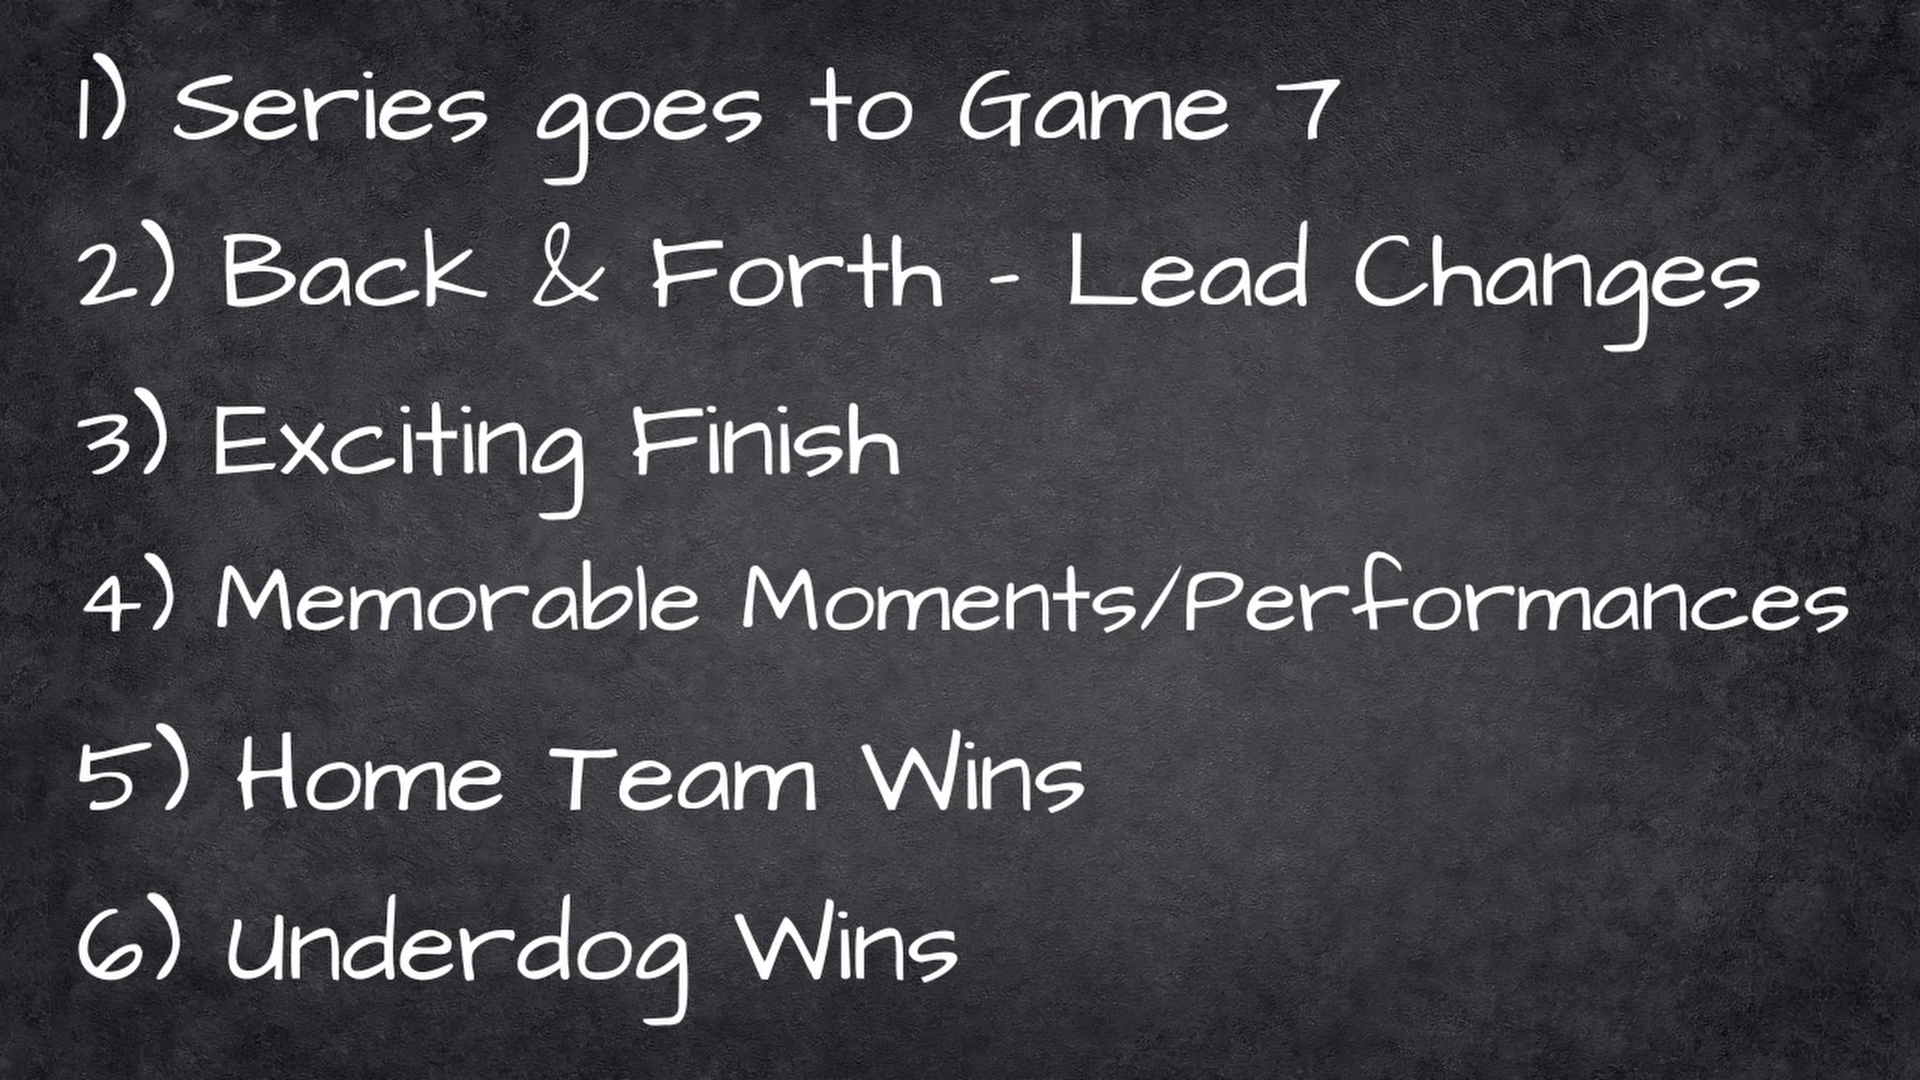 1) Series goes to Game 7
2) Back & Forth - Lead Changes
3) Exciting Finish
4) Memorable Moments/Performances
5) Home Team Wins
6) Underdog Wins